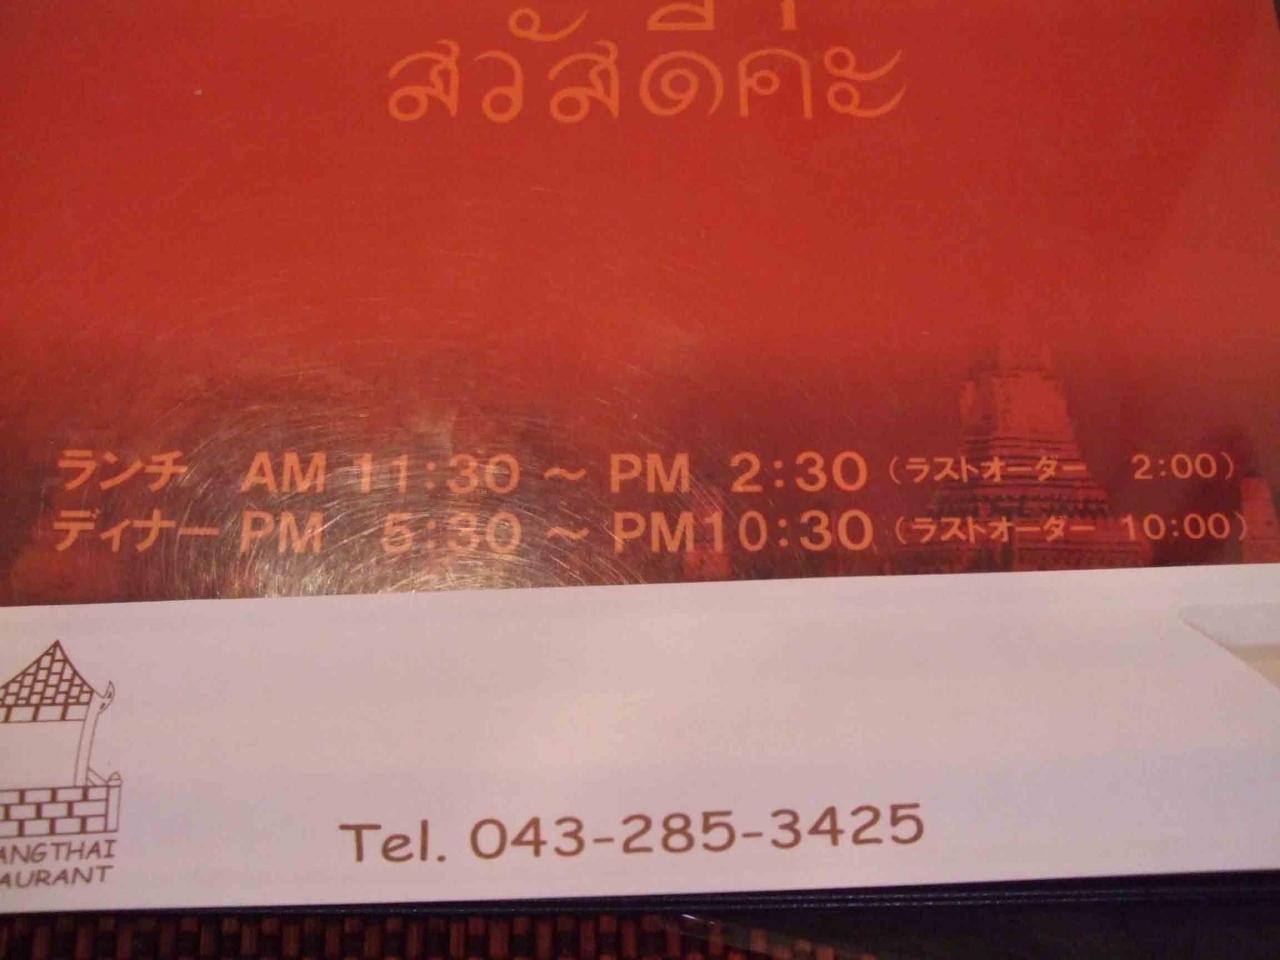 สวัสดีค่ะ
ランチ AM 11:30 ～ PM 2:30 （ラストオーダー 2:00）
ディナー PM 5:30 ～ PM10:30 （ラストオーダー 10:00）
ANGTHAI
AURANT
Tel. 043-285-3425